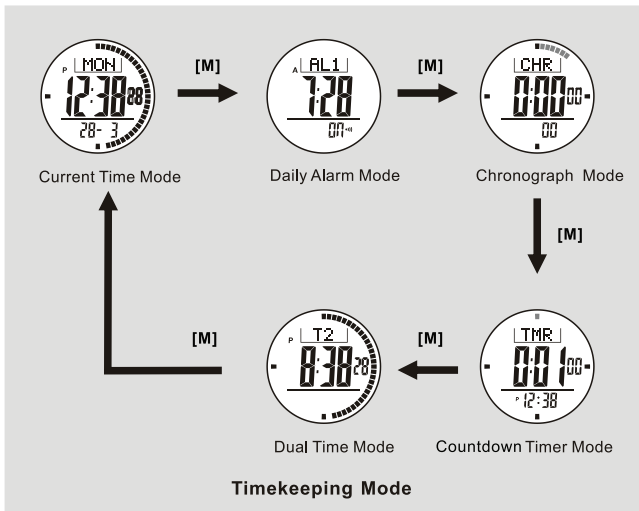 MON
P 12:38 28
28- 3
Current Time Mode
[M]
AL1
A 7:28
on
Daily Alarm Mode
[M]
CHR
0:00 00
00
Chronograph Mode
[M]
TMR
0:01 00
P 12:38
Countdown Timer Mode
[M]
T2
P 8:38 28
Dual Time Mode
[M]
Timekeeping Mode